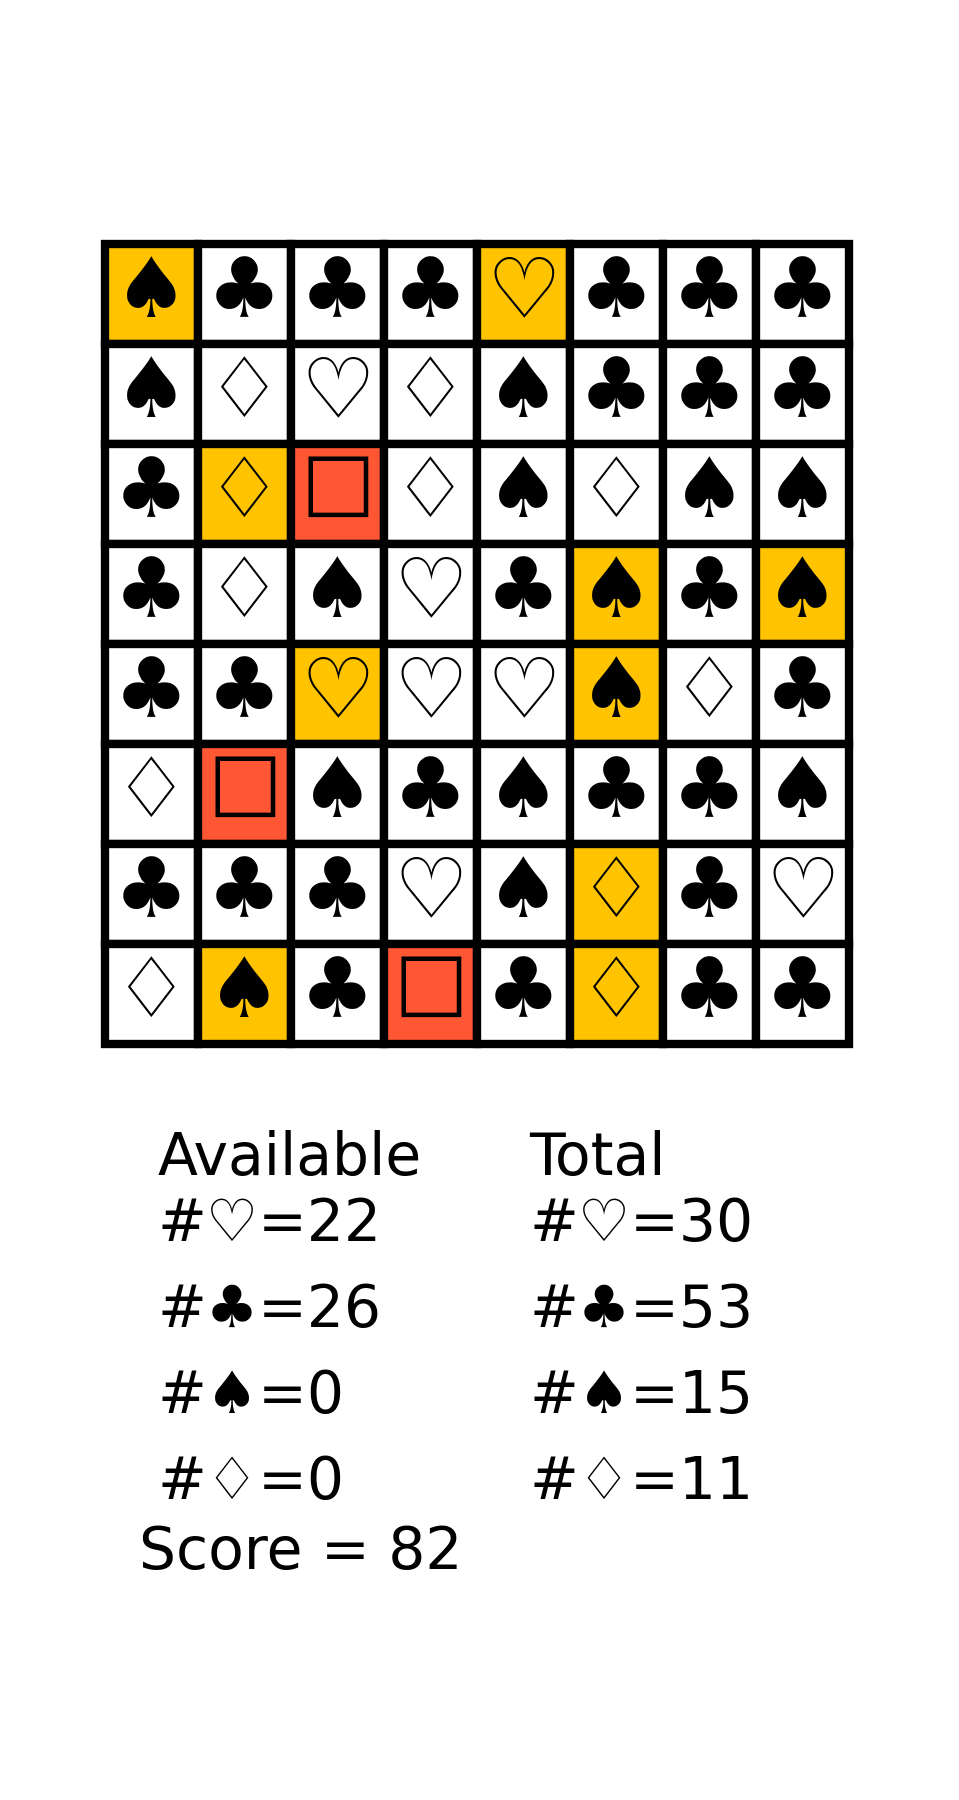 ♠ ♣ ♣ ♣ ♡ ♣ ♣ ♣
♠ ♢ ♡ ♢ ♠ ♣ ♣ ♣
♣ ♢ □ ♢ ♠ ♢ ♠ ♠
♣ ♢ ♠ ♡ ♣ ♠ ♣ ♠
♣ ♣ ♡ ♡ ♡ ♠ ♢ ♣
♢ □ ♠ ♣ ♠ ♣ ♣ ♠
♣ ♣ ♣ ♡ ♠ ♢ ♣ ♡
♢ ♠ ♣ □ ♣ ♢ ♣ ♣
Available Total
#♡=22 #♡=30
#♣=26 #♣=53
#♠=0 #♠=15
#♢=0 #♢=11
Score = 82